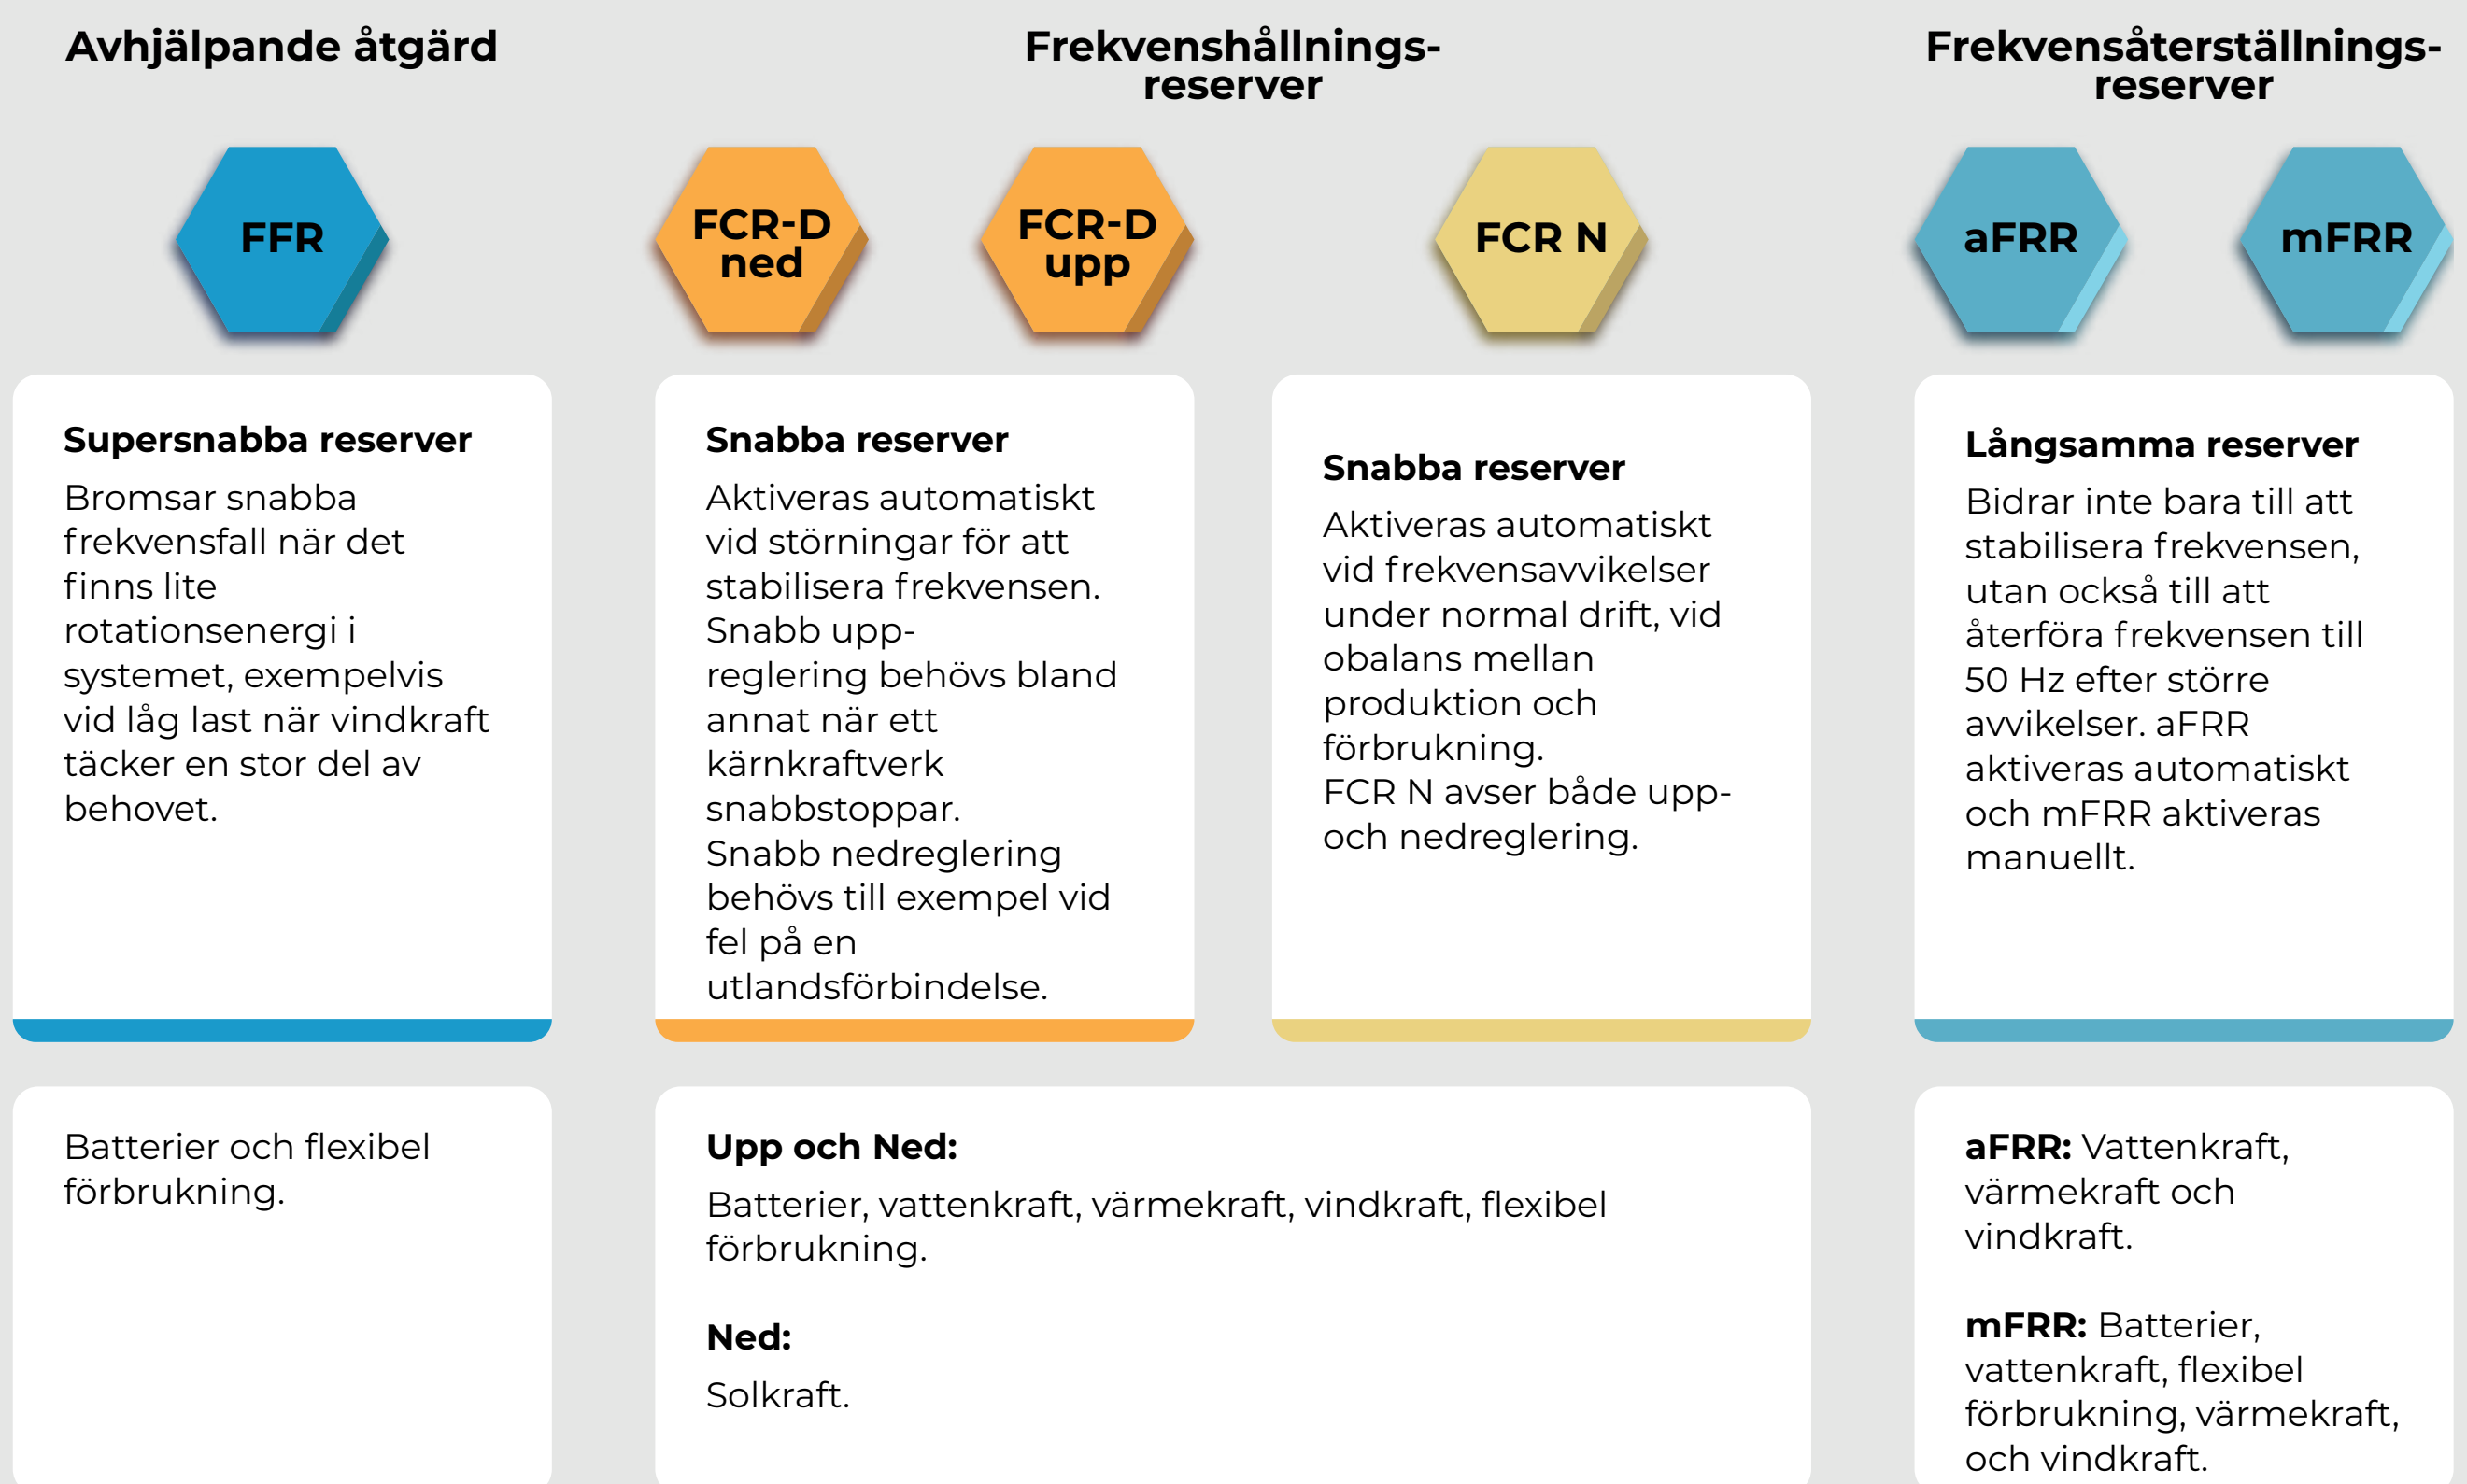 Avhjälpande åtgärd
Frekvenshållnings-
reserver
Frekvensåterställnings-
reserver
FFR
FCR-D
ned
FCR-D
upp
FCR N
aFRR
mFRR
Supersnabba reserver
Bromsar snabba
frekvensfall när det
finns lite
rotationsenergi i
systemet, exempelvis
vid låg last när vindkraft
täcker en stor del av
behovet.
Snabba reserver
Aktiveras automatiskt
vid störningar för att
stabilisera frekvensen.
Snabb upp-
reglering behövs bland
annat när ett
kärnkraftverk
snabbstoppar.
Snabb nedreglering
behövs till exempel vid
fel på en
utlandsförbindelse.
Snabba reserver
Aktiveras automatiskt
vid frekvensavvikelser
under normal drift, vid
obalans mellan
produktion och
förbrukning.
FCR N avser både upp-
och nedreglering.
Långsamma reserver
Bidrar inte bara till att
stabilisera frekvensen,
utan också till att
återföra frekvensen till
50 Hz efter större
avvikelser. aFRR
aktiveras automatiskt
och mFRR aktiveras
manuellt.
Batterier och flexibel
förbrukning.
Upp och Ned:
Batterier, vattenkraft, värmekraft, vindkraft, flexibel
förbrukning.
Ned:
Solkraft.
aFRR: Vattenkraft,
värmekraft och
vindkraft.
mFRR: Batterier,
vattenkraft, flexibel
förbrukning, värmekraft,
och vindkraft.